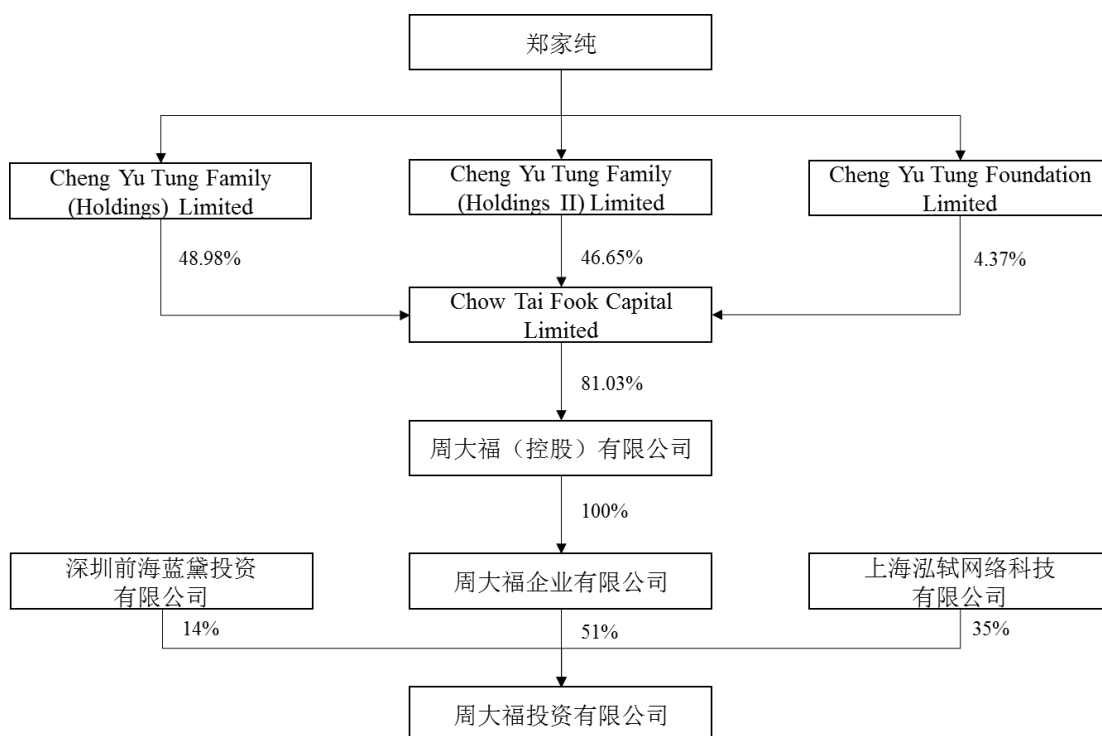 郑家纯
Cheng Yu Tung Family
(Holdings) Limited
Cheng Yu Tung Family
(Holdings II) Limited
Cheng Yu Tung Foundation
Limited
48.98%
46.65%
4.37%
Chow Tai Fook Capital
Limited
81.03%
周大福（控股）有限公司
100%
深圳前海蓝黛投资
有限公司
周大福企业有限公司
上海泓轼网络科技
有限公司
14%
51%
35%
周大福投资有限公司